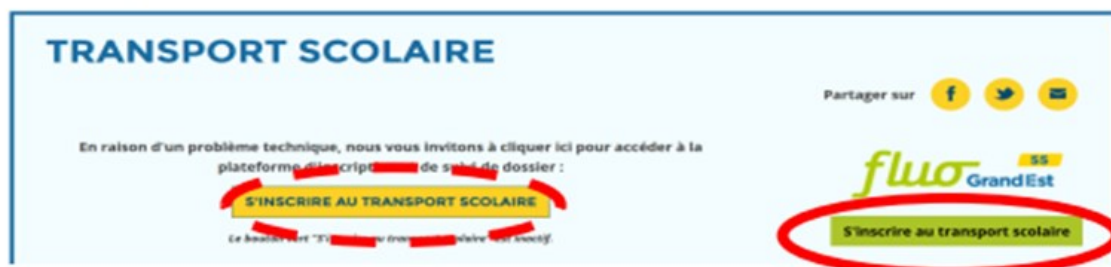 TRANSPORT SCOLAIRE
Partager sur
En raison d'un problème technique, nous vous invitons à cliquer ici pour accéder à la
plateforme de dossier :
S'INSCRIRE AU TRANSPORT SCOLAIRE
Le bouton vert inactif.
fluo 55
Grand Est
S'inscrire au transport scolaire